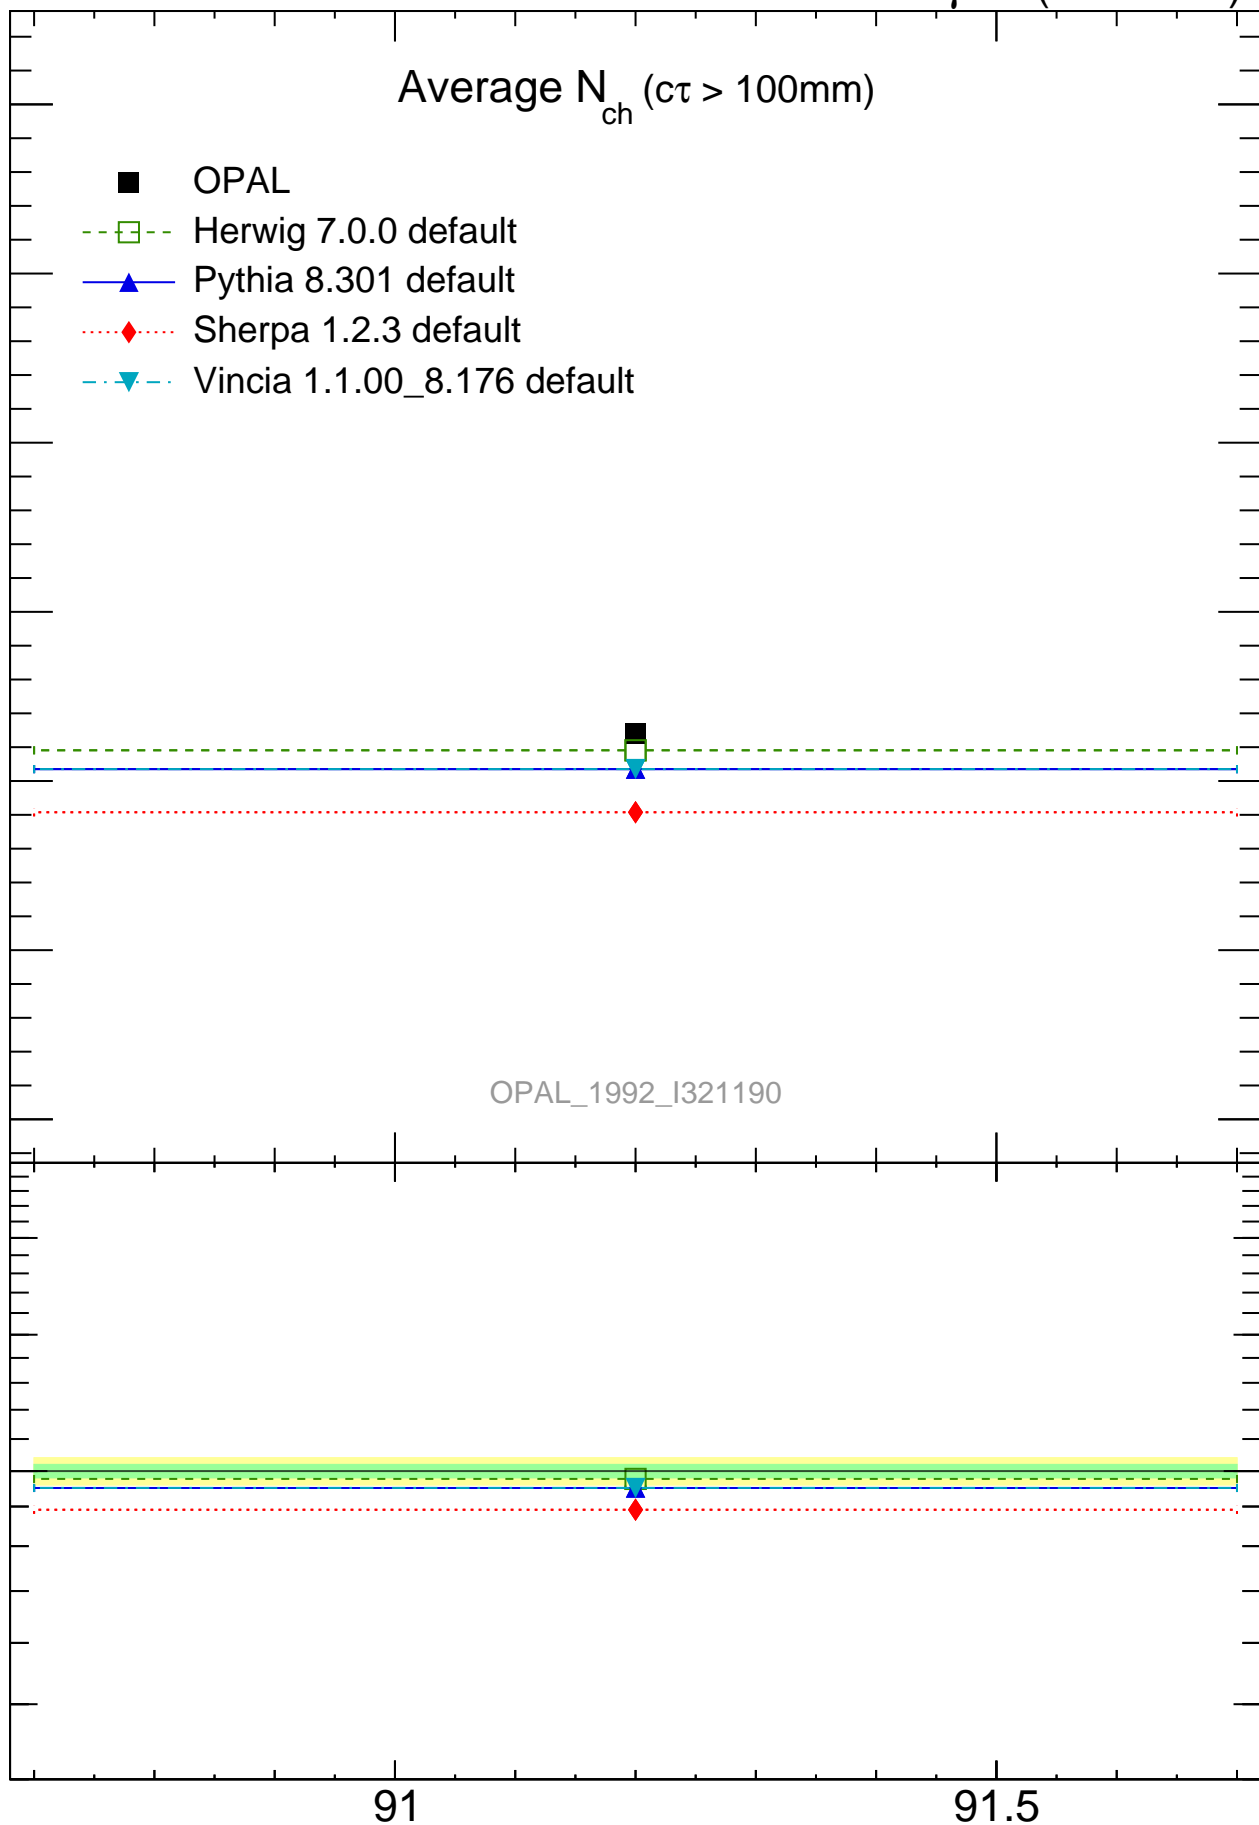 Average N_ch (cτ > 100mm)
OPAL
Herwig 7.0.0 default
Pythia 8.301 default
Sherpa 1.2.3 default
Vincia 1.1.00_8.176 default
OPAL_1992_I321190
91 91.5